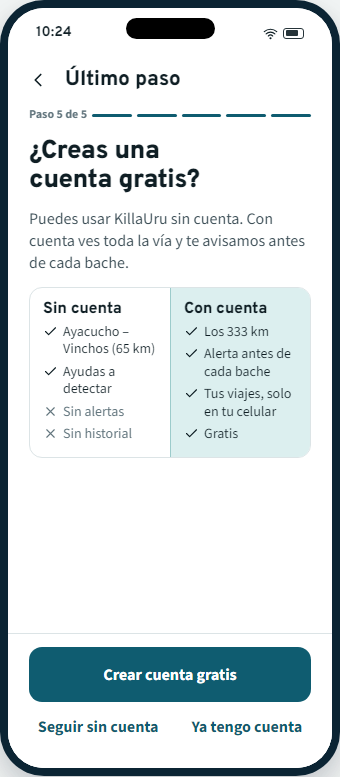 10:24
Último paso
Paso 5 de 5
¿Creas una
cuenta gratis?
Puedes usar KillaUru sin cuenta. Con
cuenta ves toda la vía y te avisamos antes
de cada bache.
Sin cuenta
Ayacucho –
Vinchos (65 km)
Ayudas a
detectar
Sin alertas
Sin historial
Con cuenta
Los 333 km
Alerta antes de
cada bache
Tus viajes, solo
en tu celular
Gratis
Crear cuenta gratis
Seguir sin cuenta
Ya tengo cuenta